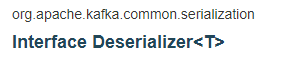 org.apache.kafka.common.serialization
Interface Deserializer<T>